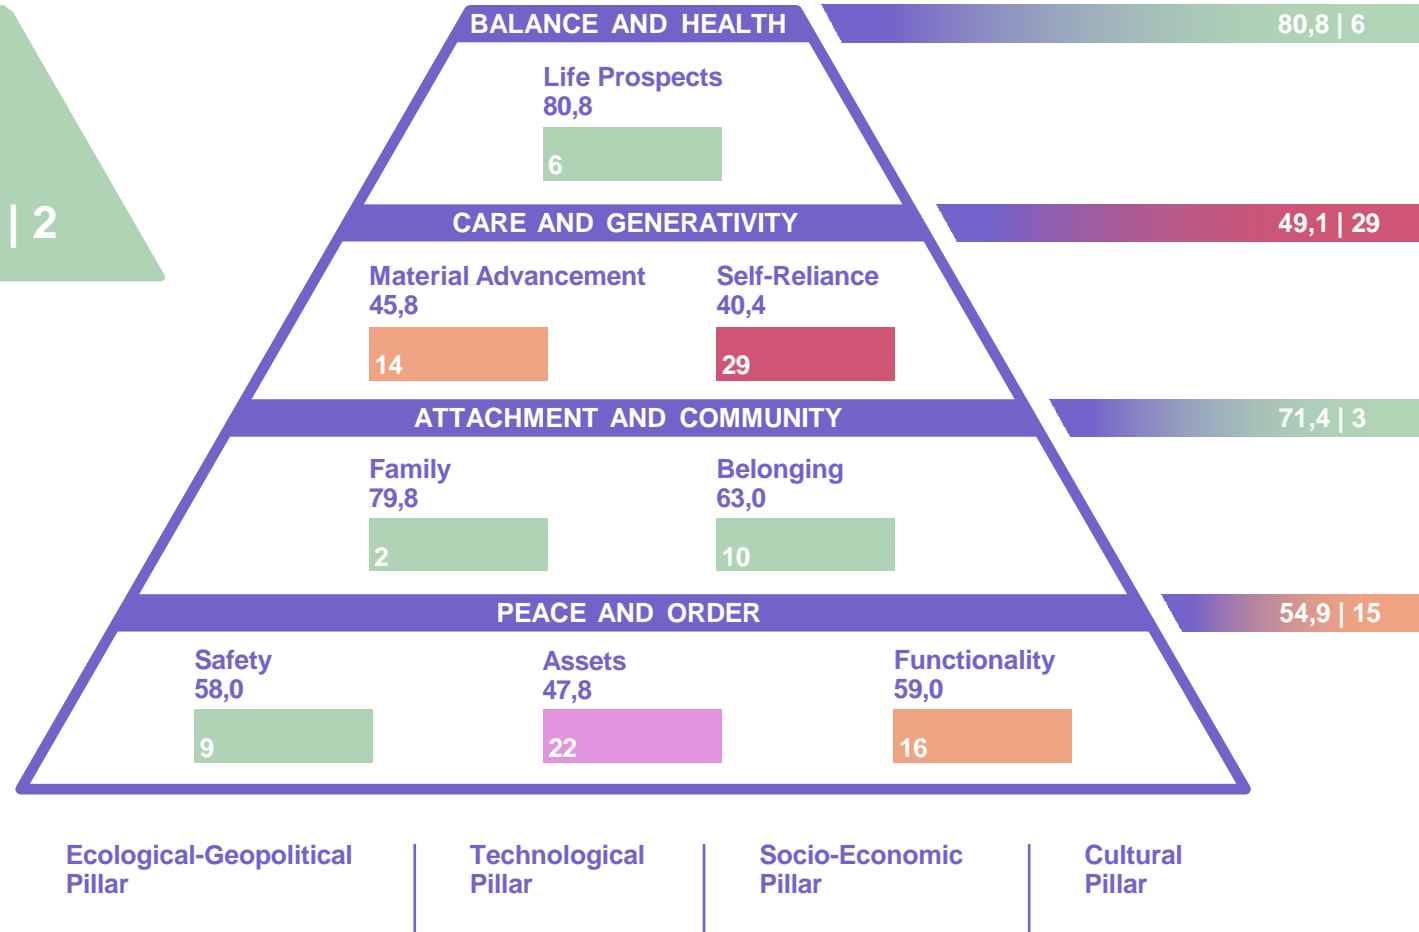 BALANCE AND HEALTH
80,8 | 6
Life Prospects
80,8
6
| 2
CARE AND GENERATIVITY
49,1 | 29
Material Advancement
45,8
14
Self-Reliance
40,4
29
ATTACHMENT AND COMMUNITY
71,4 | 3
Family
79,8
2
Belonging
63,0
10
PEACE AND ORDER
54,9 | 15
Safety
58,0
9
Assets
47,8
22
Functionality
59,0
16
Ecological-Geopolitical
Pillar
Technological
Pillar
Socio-Economic
Pillar
Cultural
Pillar